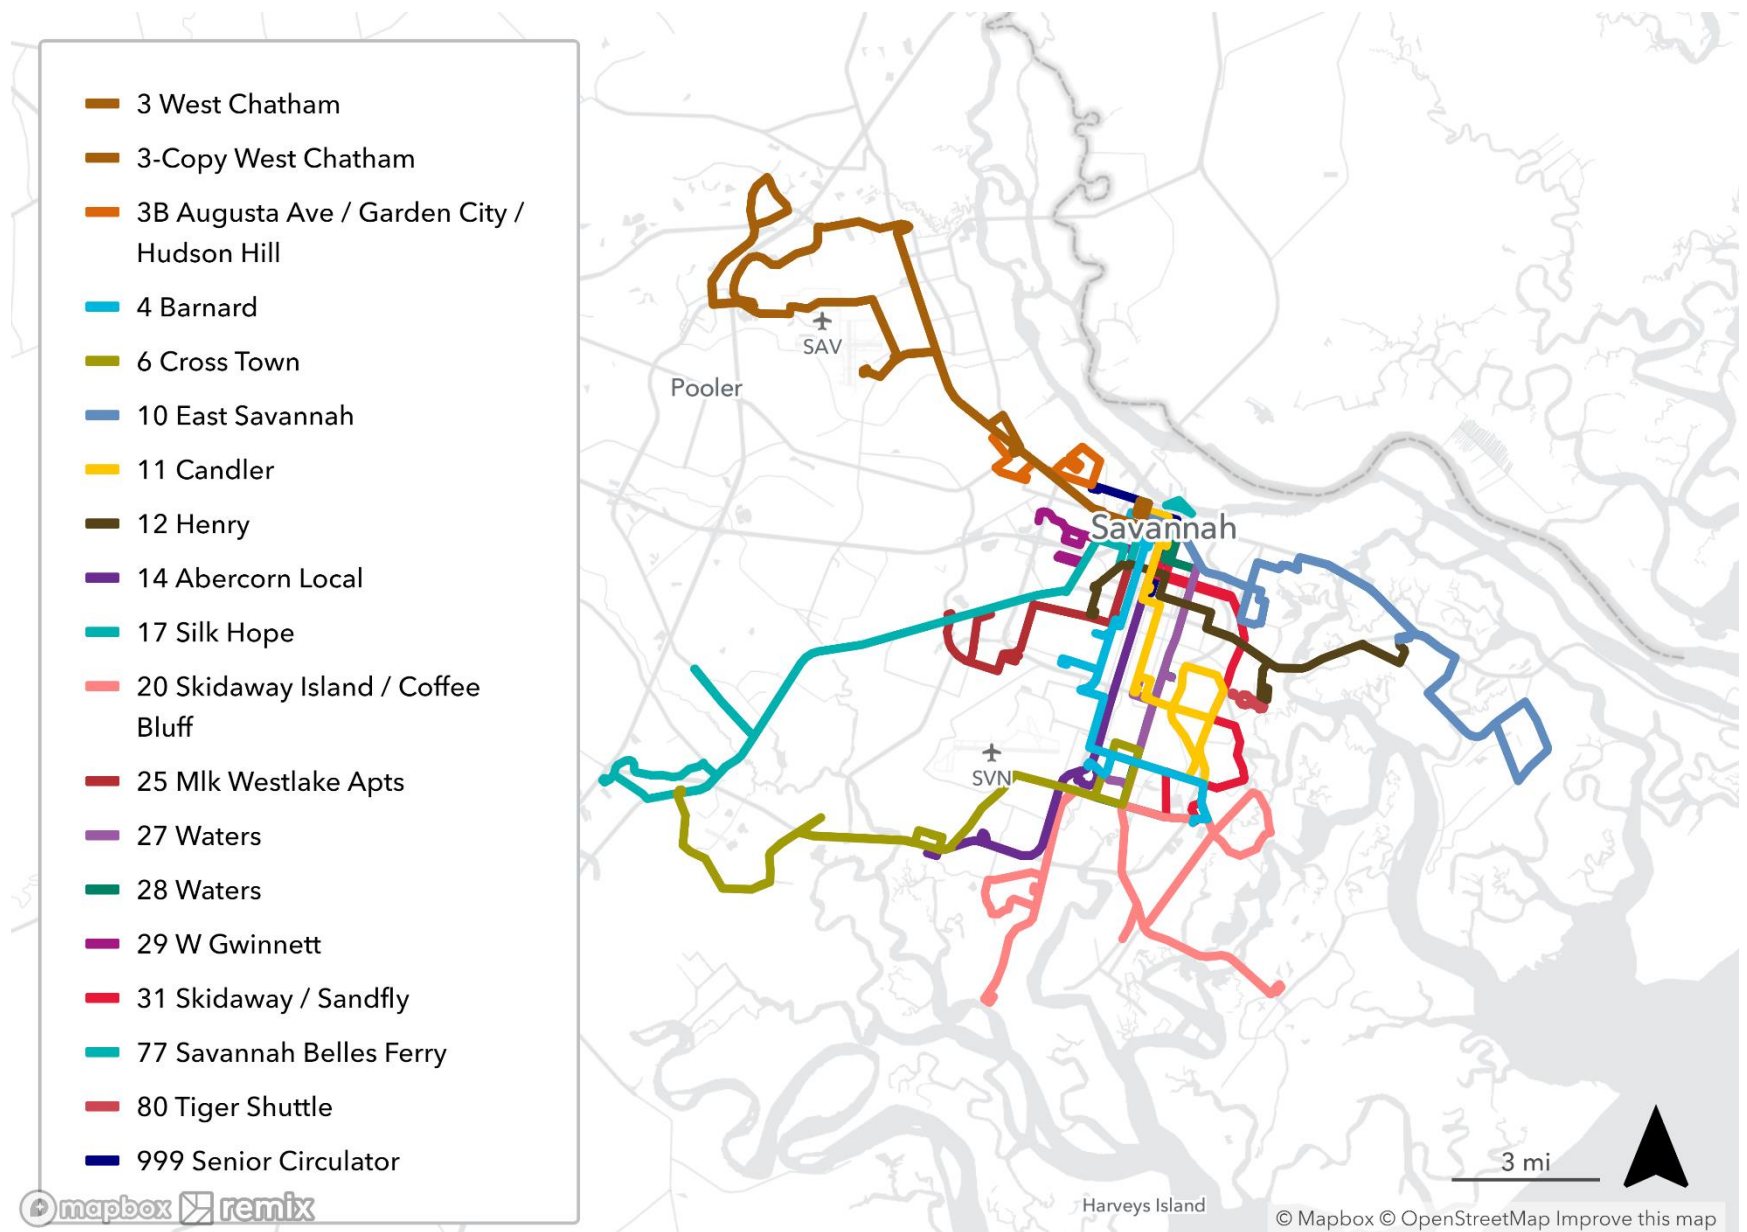 3 West Chatham
3-Copy West Chatham
3B Augusta Ave / Garden City /
Hudson Hill
4 Barnard
6 Cross Town
10 East Savannah
11 Candler
12 Henry
14 Abercorn Local
17 Silk Hope
20 Skidaway Island / Coffee
Bluff
25 Mlk Westlake Apts
27 Waters
28 Waters
29 W Gwinnett
31 Skidaway / Sandfly
77 Savannah Belles Ferry
80 Tiger Shuttle
999 Senior Circulator
mapbox remix
SAV
Pooler
Savannah
SVN
Harveys Island
3 mi
© Mapbox © OpenStreetMap Improve this map